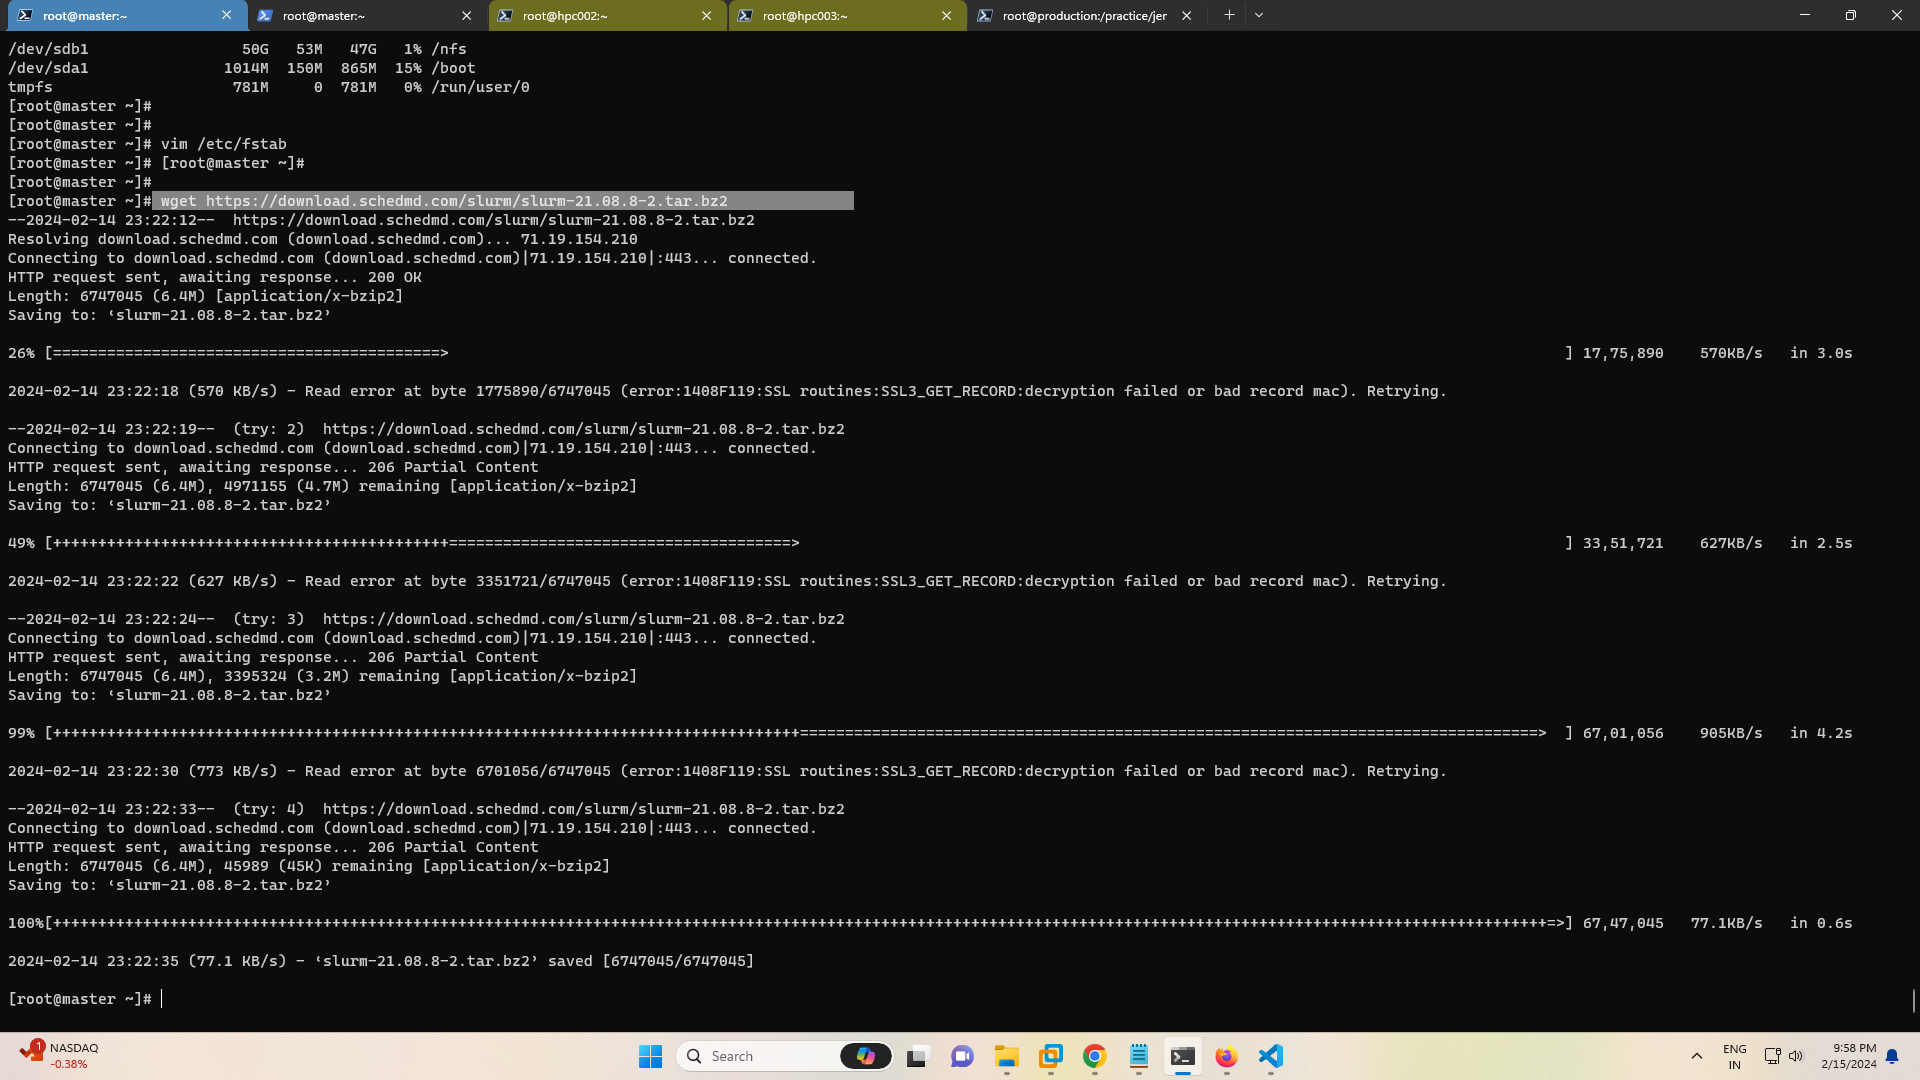 root@master:~ root@master:~ root@hpc002:~ root@hpc003:~ root@production:/practice/jer
/dev/sdb1 50G 53M 47G 1% /nfs
/dev/sda1 1014M 150M 865M 15% /boot
tmpfs 781M 0 781M 0% /run/user/0
[root@master ~]#
[root@master ~]#
[root@master ~]# vim /etc/fstab
[root@master ~]# [root@master ~]#
[root@master ~]#
[root@master ~]# wget https://download.schedmd.com/slurm/slurm-21.08.8-2.tar.bz2
--2024-02-14 23:22:12-- https://download.schedmd.com/slurm/slurm-21.08.8-2.tar.bz2
Resolving download.schedmd.com (download.schedmd.com)... 71.19.154.210
Connecting to download.schedmd.com (download.schedmd.com)|71.19.154.210|:443... connected.
HTTP request sent, awaiting response... 200 OK
Length: 6747045 (6.4M) [application/x-bzip2]
Saving to: ‘slurm-21.08.8-2.tar.bz2’
26% [===========================================> ] 17,75,890 570KB/s in 3.0s
2024-02-14 23:22:18 (570 KB/s) - Read error at byte 1775890/6747045 (error:1408F119:SSL routines:SSL3_GET_RECORD:decryption failed or bad record mac). Retrying.
--2024-02-14 23:22:19-- (try: 2) https://download.schedmd.com/slurm/slurm-21.08.8-2.tar.bz2
Connecting to download.schedmd.com (download.schedmd.com)|71.19.154.210|:443... connected.
HTTP request sent, awaiting response... 206 Partial Content
Length: 6747045 (6.4M), 4971155 (4.7M) remaining [application/x-bzip2]
Saving to: ‘slurm-21.08.8-2.tar.bz2’
49% [++++++++++++++++++++++++++++++++++++++++++++======================================> ] 33,51,721 627KB/s in 2.5s
2024-02-14 23:22:22 (627 KB/s) - Read error at byte 3351721/6747045 (error:1408F119:SSL routines:SSL3_GET_RECORD:decryption failed or bad record mac). Retrying.
--2024-02-14 23:22:24-- (try: 3) https://download.schedmd.com/slurm/slurm-21.08.8-2.tar.bz2
Connecting to download.schedmd.com (download.schedmd.com)|71.19.154.210|:443... connected.
HTTP request sent, awaiting response... 206 Partial Content
Length: 6747045 (6.4M), 3395324 (3.2M) remaining [application/x-bzip2]
Saving to: ‘slurm-21.08.8-2.tar.bz2’
99% [+++++++++++++++++++++++++++++++++++++++++++++++++++++++++++++++++++++++++++++++++++==================================================================================> ] 67,01,056 905KB/s in 4.2s
2024-02-14 23:22:30 (773 KB/s) - Read error at byte 6701056/6747045 (error:1408F119:SSL routines:SSL3_GET_RECORD:decryption failed or bad record mac). Retrying.
--2024-02-14 23:22:33-- (try: 4) https://download.schedmd.com/slurm/slurm-21.08.8-2.tar.bz2
Connecting to download.schedmd.com (download.schedmd.com)|71.19.154.210|:443... connected.
HTTP request sent, awaiting response... 206 Partial Content
Length: 6747045 (6.4M), 45989 (45K) remaining [application/x-bzip2]
Saving to: ‘slurm-21.08.8-2.tar.bz2’
100%[++++++++++++++++++++++++++++++++++++++++++++++++++++++++++++++++++++++++++++++++++++++++++++++++++++++++++++++++++++++++++++++++++++++++++++++++++++++++++++++++++++++=>] 67,47,045 77.1KB/s in 0.6s
2024-02-14 23:22:35 (77.1 KB/s) - ‘slurm-21.08.8-2.tar.bz2’ saved [6747045/6747045]
[root@master ~]#
1 NASDAQ
-0.38%
Search
ENG
IN
9:58 PM
2/15/2024